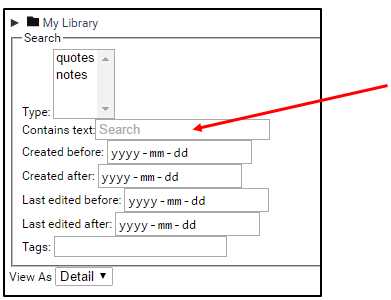 ▶ My Library
Search
quotes
notes
Type:
Contains text: Search
Created before: yyyy-mm-dd
Created after: yyyy-mm-dd
Last edited before: yyyy-mm-dd
Last edited after: yyyy-mm-dd
Tags:
View As Detail ▼